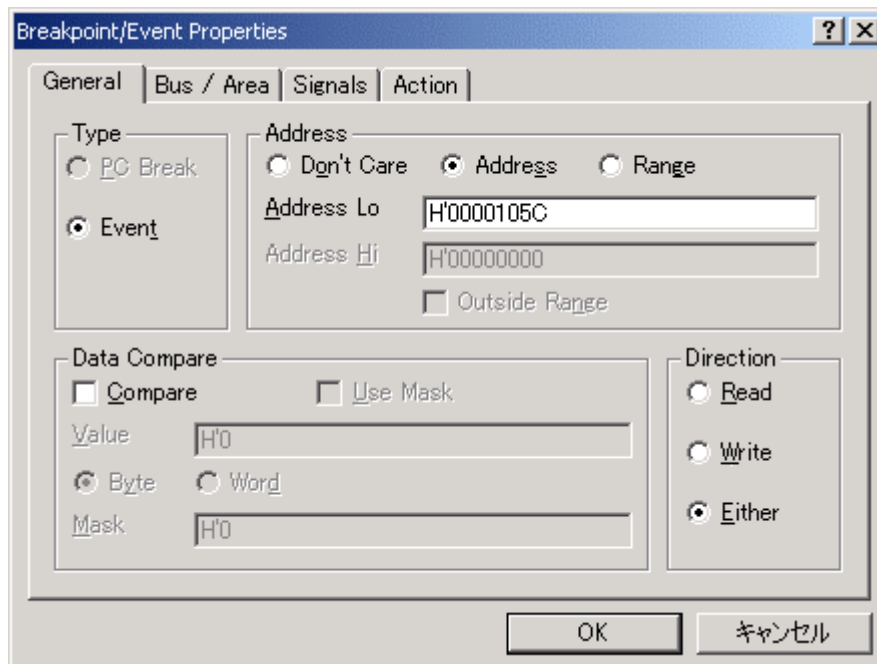 Breakpoint/Event Properties
General
Bus / Area
Signals
Action
Type
PC Break
Event
Address
Don't Care
Address
Range
Address Lo
H'0000105C
Address Hi
H'00000000
Outside Range
Data Compare
Compare
Use Mask
Value
H'0
Byte
Word
Mask
H'0
Direction
Read
Write
Either
OK
キャンセル